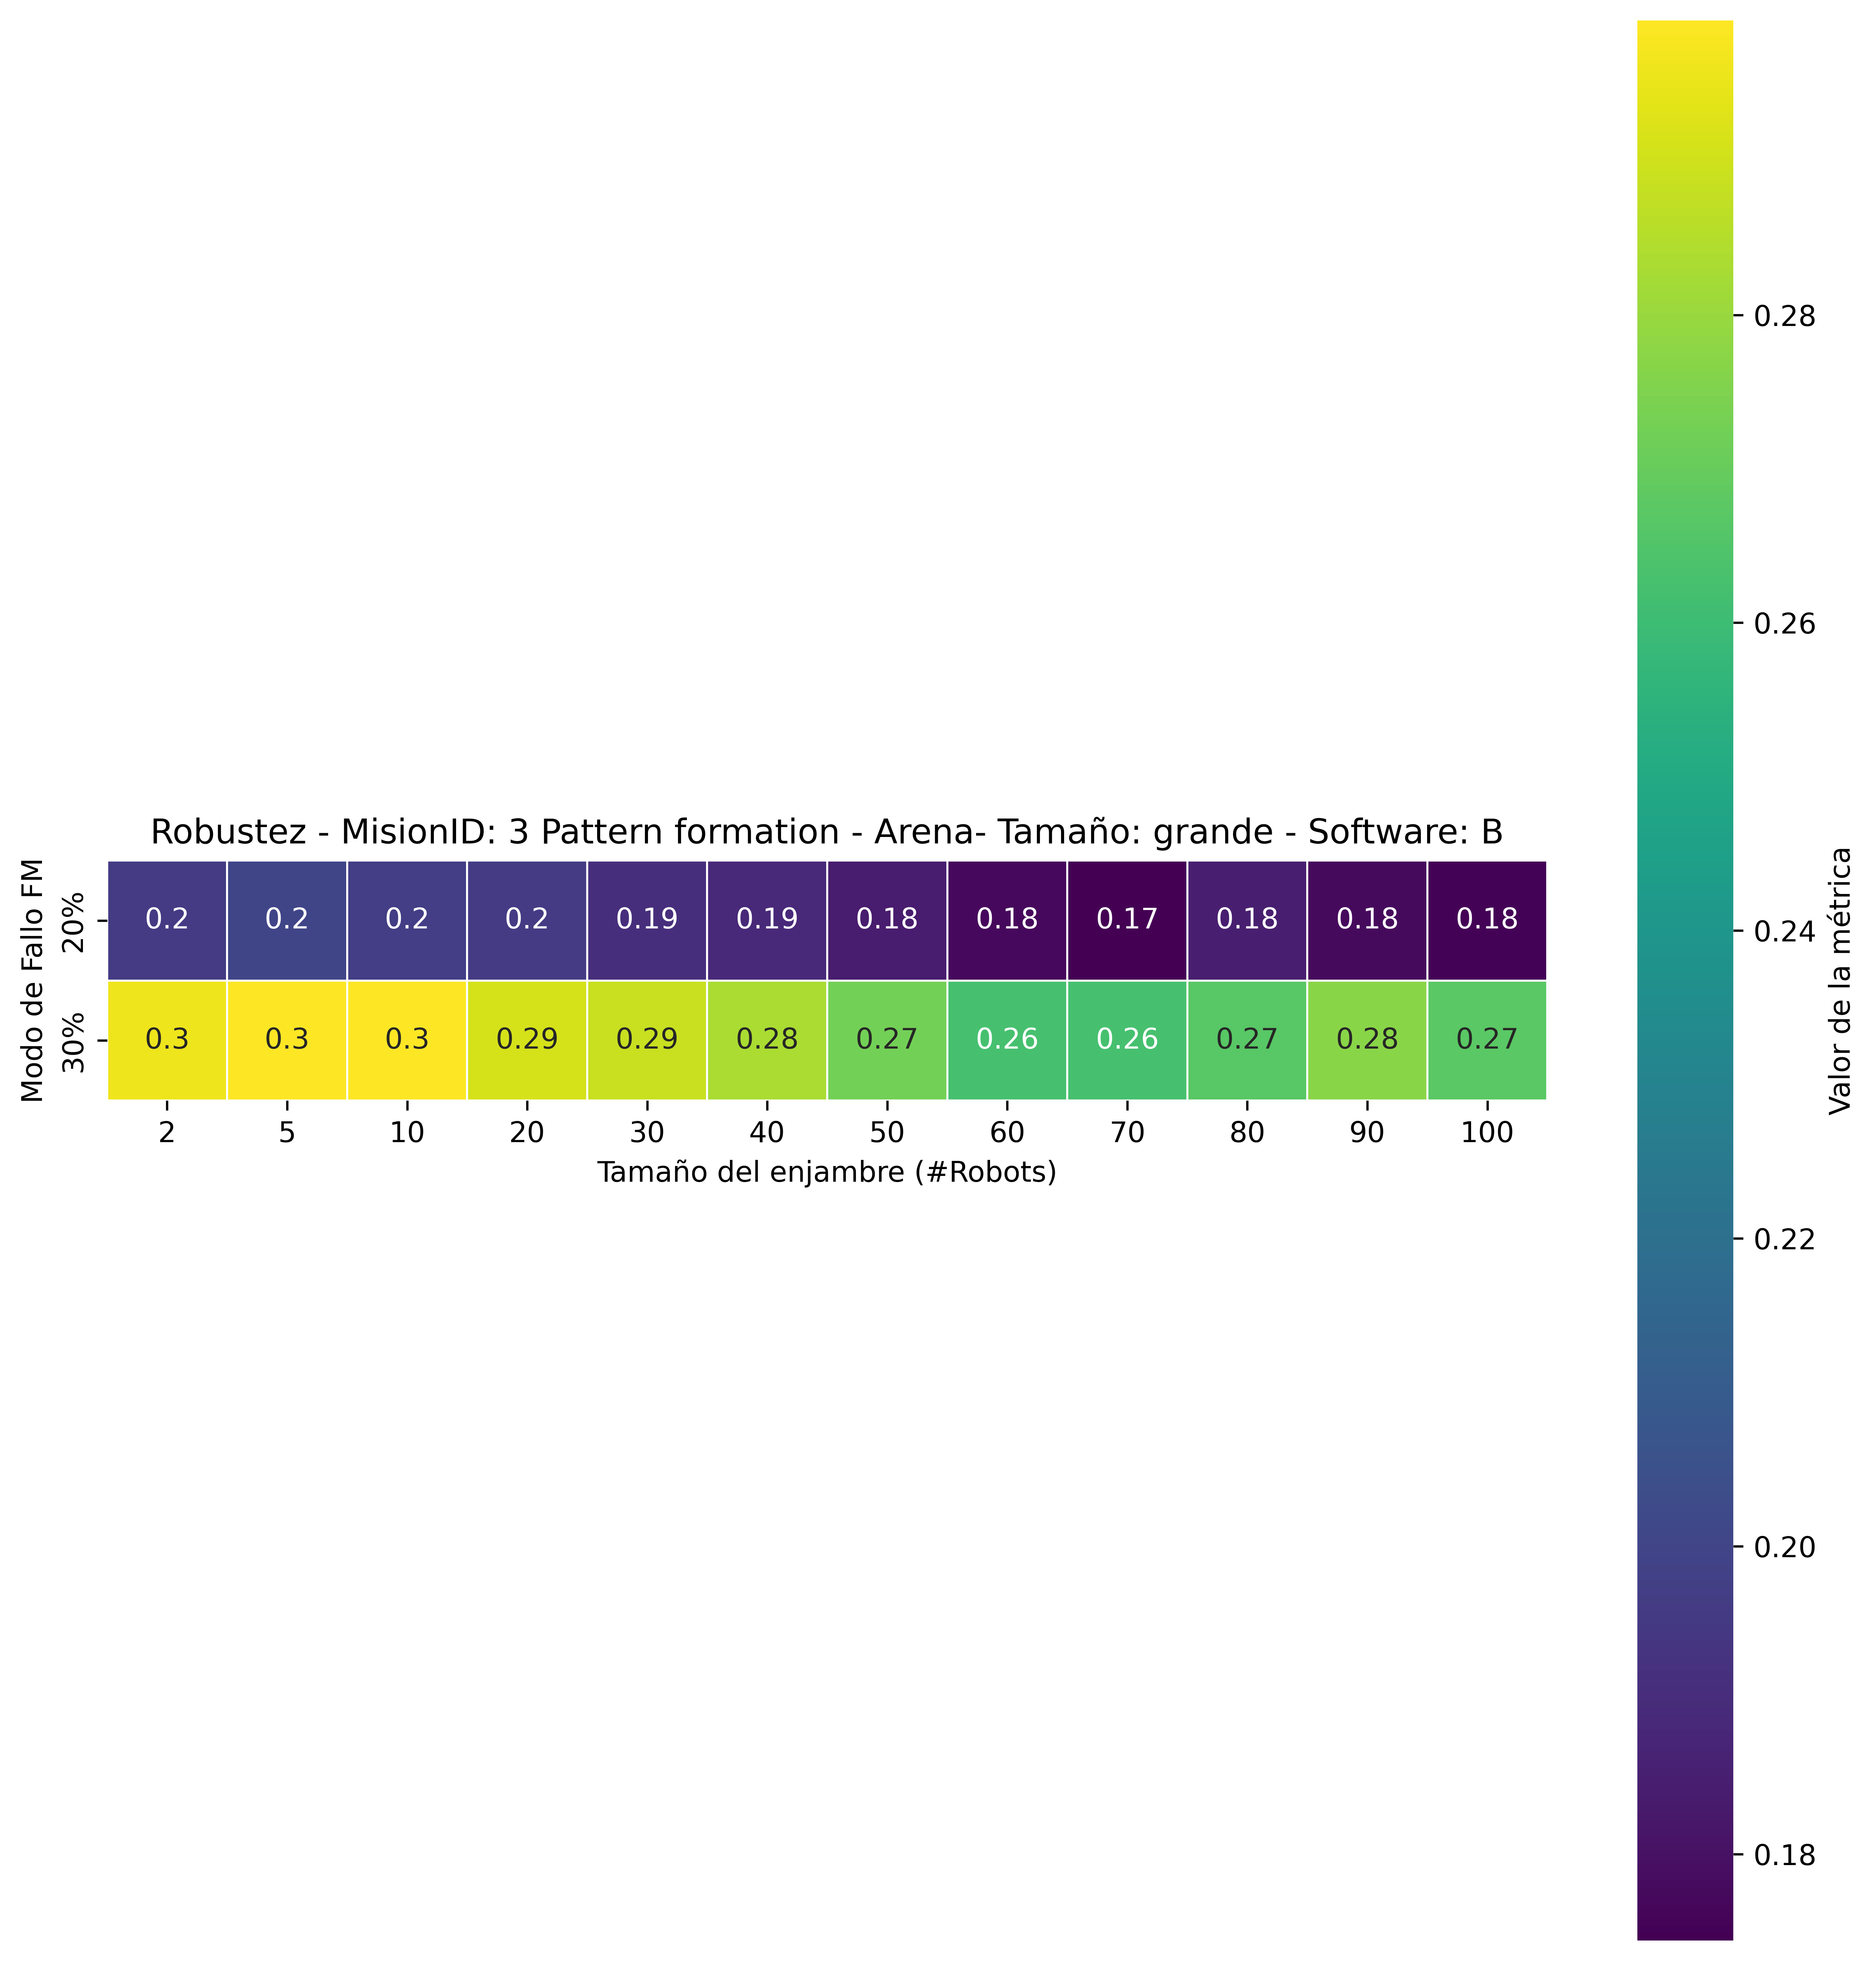 Robustez - MisionID: 3 Pattern formation - Arena- Tamaño: grande - Software: B
Modo de Fallo FM
20%
0.2 0.2 0.2 0.2 0.19 0.19 0.18 0.18 0.17 0.18 0.18 0.18
30%
0.3 0.3 0.3 0.29 0.29 0.28 0.27 0.26 0.26 0.27 0.28 0.27
2 5 10 20 30 40 50 60 70 80 90 100
Tamaño del enjambre (#Robots)
0.28
0.26
0.24
0.22
0.20
0.18
Valor de la métrica